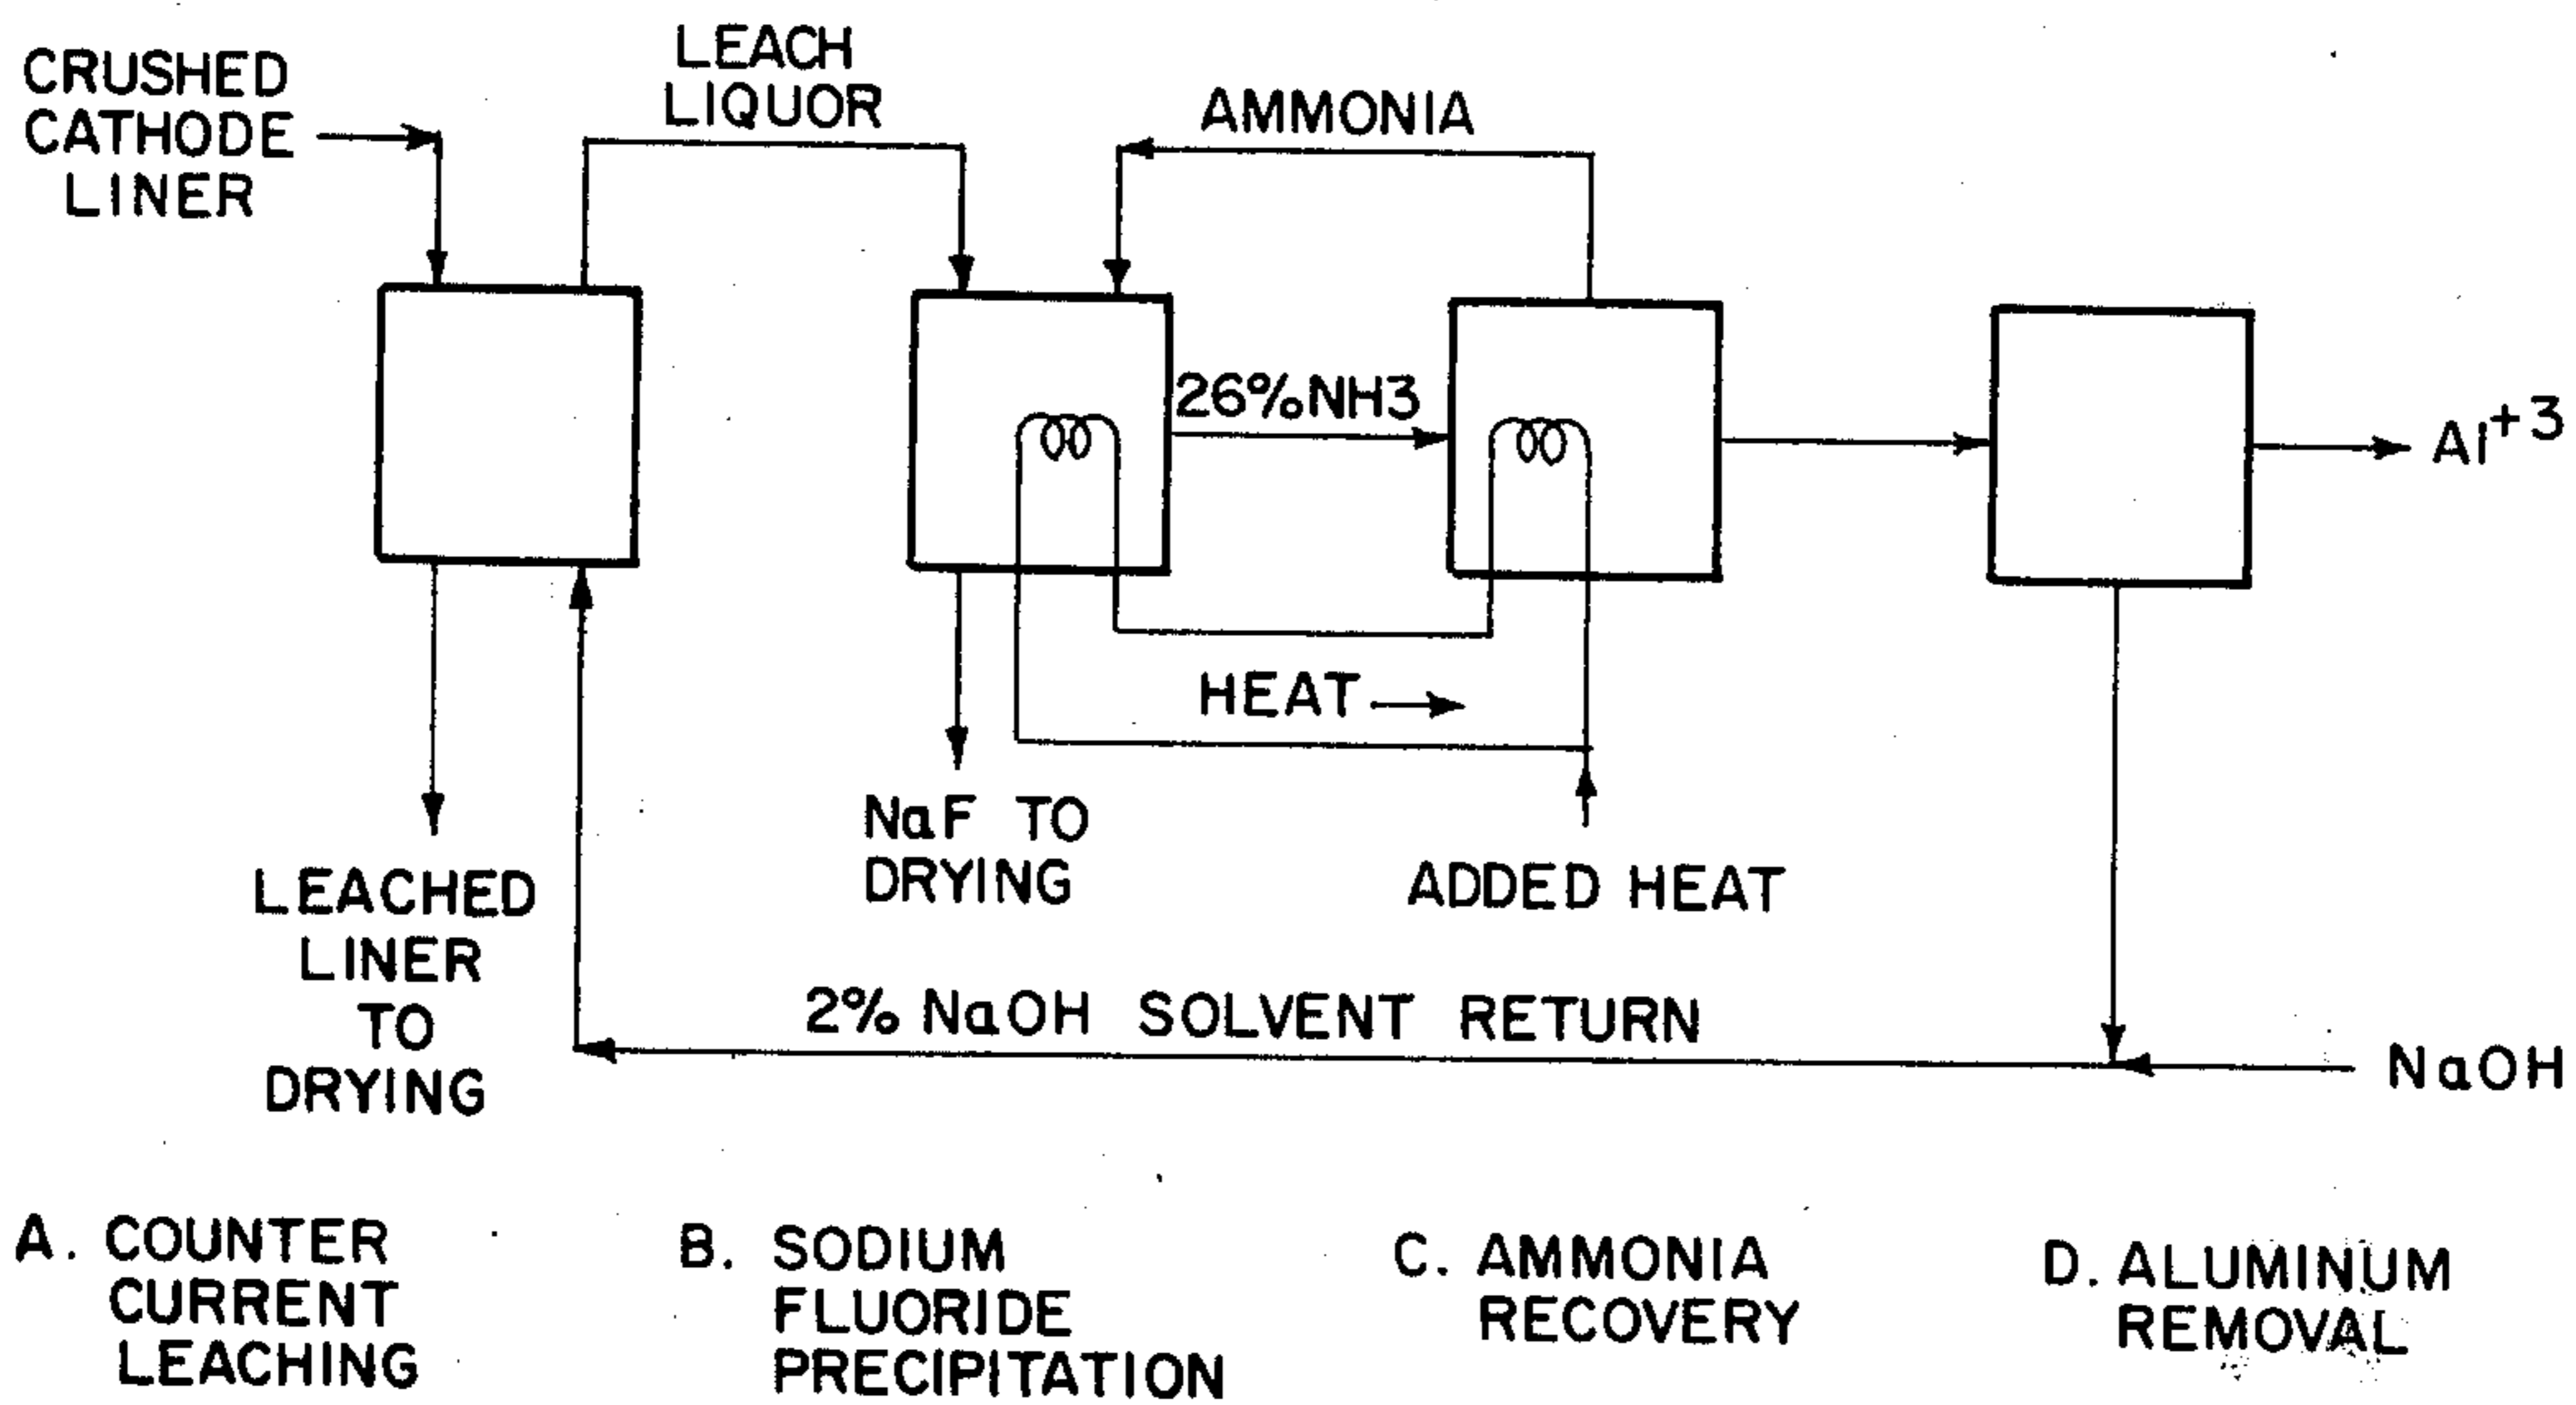 CRUSHED
CATHODE
LINER
LEACH
LIQUOR
AMMONIA
26%NH3
Al+3
HEAT
NaF TO
DRYING
ADDED HEAT
LEACHED
LINER
TO
DRYING
2% NaOH SOLVENT RETURN
NaOH
A. COUNTER
CURRENT
LEACHING
B. SODIUM
FLUORIDE
PRECIPITATION
C. AMMONIA
RECOVERY
D. ALUMINUM
REMOVAL